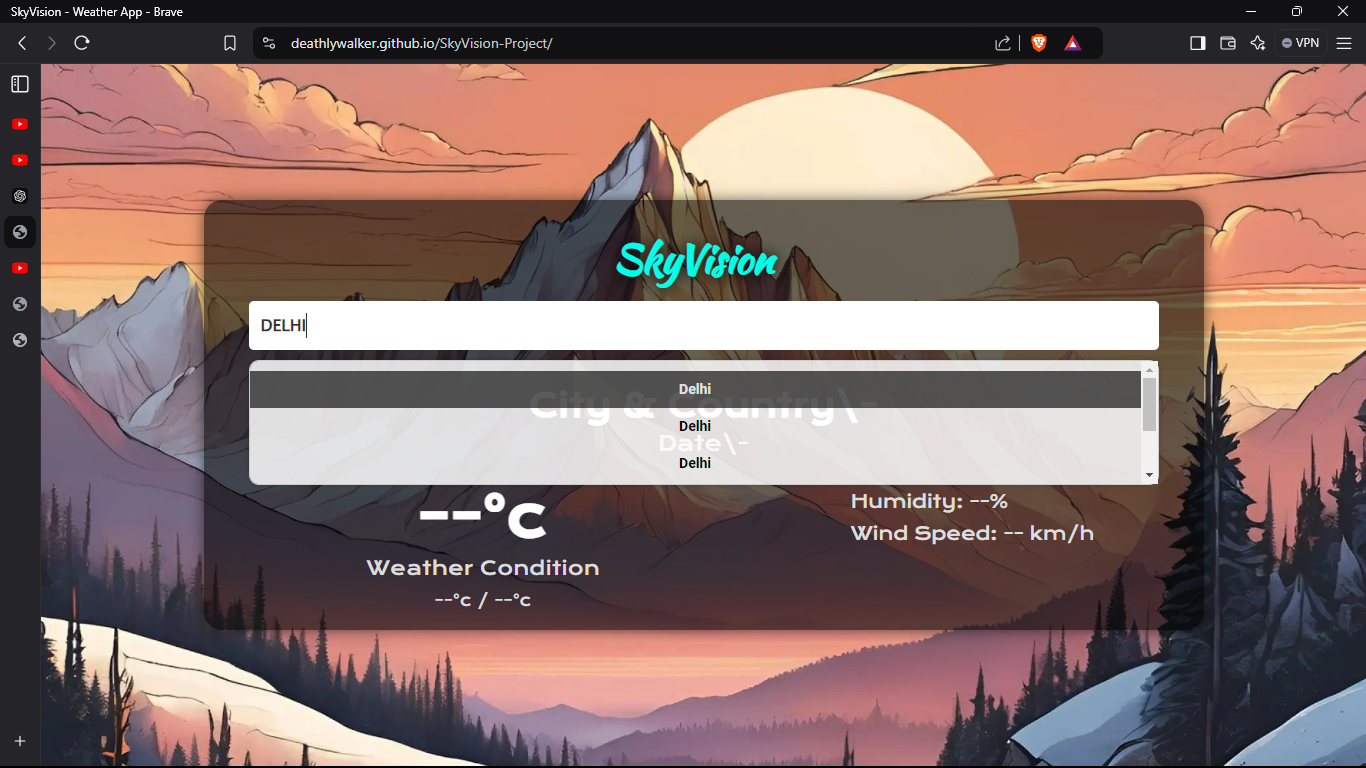 SkyVision - Weather App - Brave
deathlywalker.github.io/SkyVision-Project/
VPN
SkyVision
DELHI
Delhi
City & Country\-
Delhi
Date\-
Delhi
--°c
Humidity: --%
Wind Speed: -- km/h
Weather Condition
--°c / --°c